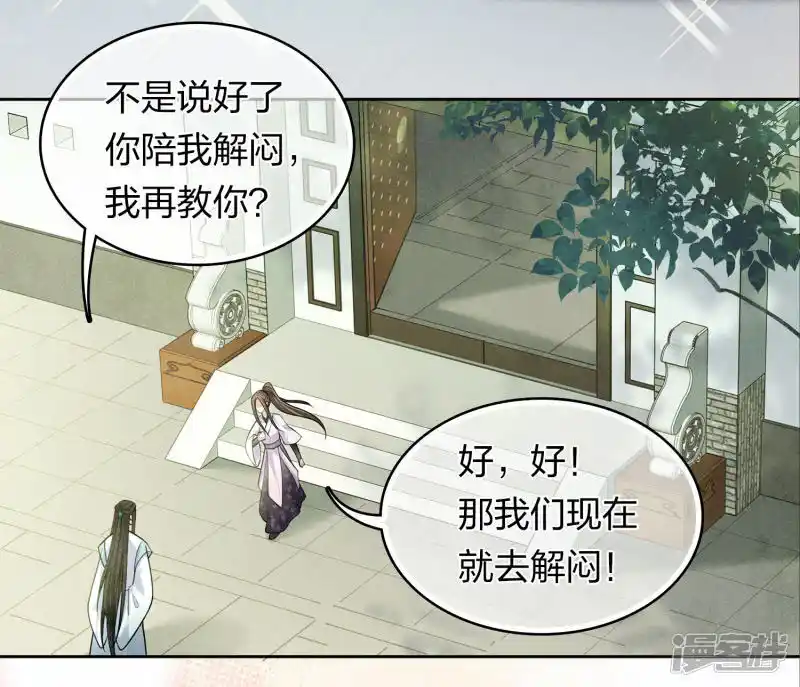 不是说好了
你陪我解闷，
我再教你？
好，好！
那我们现在
就去解闷！
漫客栈